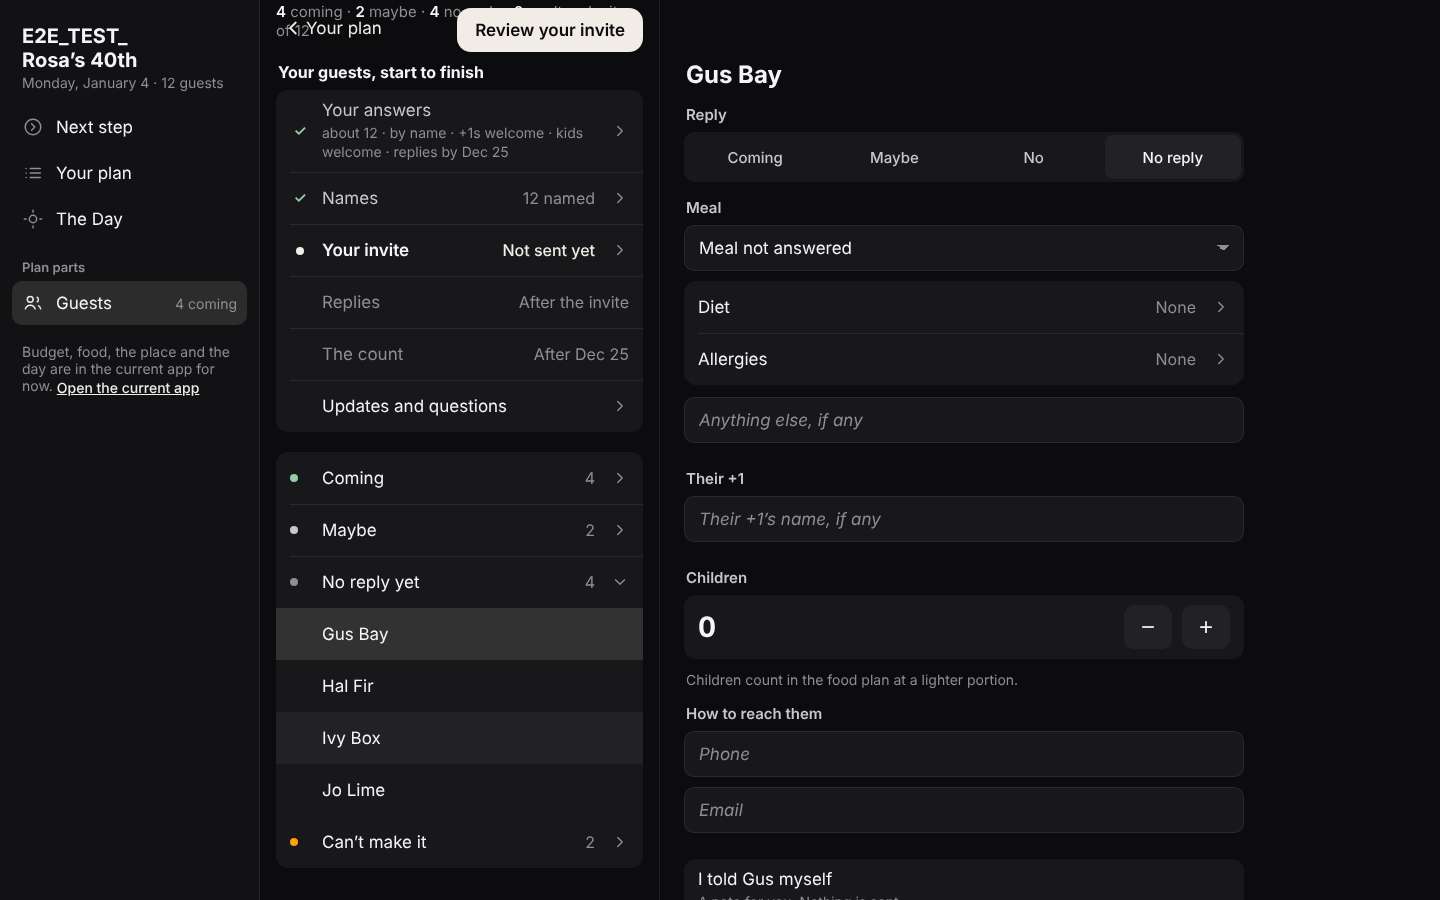 E2E_TEST_
Rosa’s 40th
Monday, January 4 · 12 guests
Next step
Your plan
The Day
Plan parts
Guests 4 coming
Budget, food, the place and the
day are in the current app for
now. Open the current app
4 coming · 2 maybe · 4 no
of 12
Your plan
Review your invite
Your guests, start to finish
Your answers
about 12 · by name · +1s welcome · kids
welcome · replies by Dec 25
Names 12 named
Your invite Not sent yet
Replies After the invite
The count After Dec 25
Updates and questions
Coming 4
Maybe 2
No reply yet 4
Gus Bay
Hal Fir
Ivy Box
Jo Lime
Can’t make it 2
Gus Bay
Reply
Coming Maybe No No reply
Meal
Meal not answered
Diet None
Allergies None
Anything else, if any
Their +1
Their +1’s name, if any
Children
0 − +
Children count in the food plan at a lighter portion.
How to reach them
Phone
Email
I told Gus myself